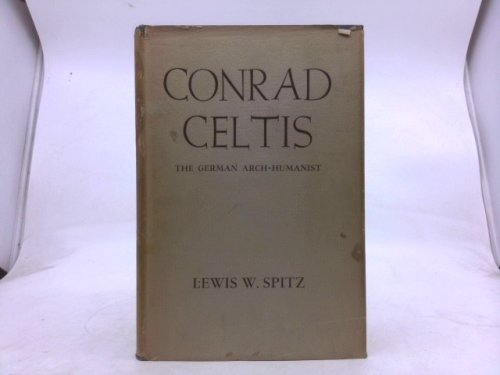 CONRAD
CELTIS
THE GERMAN ARCH-HUMANIST
LEWIS W. SPITZ